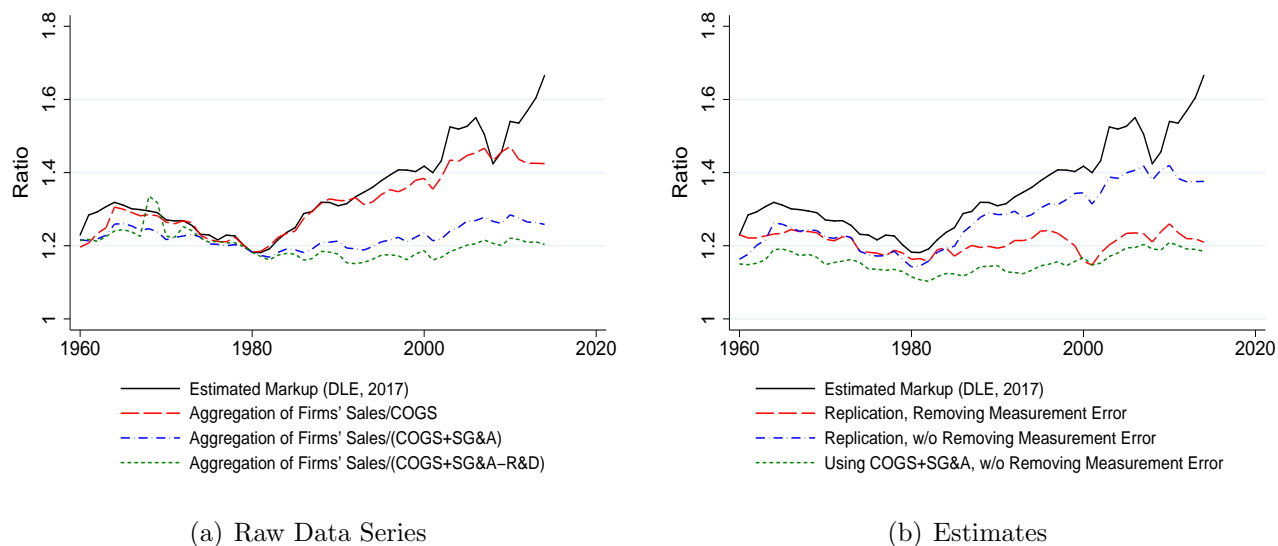 Ratio
1.8
1.6
1.4
1.2
1
1960
1980
2000
2020
Estimated Markup (DLE, 2017)
Aggregation of Firms' Sales/COGS
Aggregation of Firms' Sales/(COGS+SG&A)
Aggregation of Firms' Sales/(COGS+SG&A−R&D)
(a) Raw Data Series
Ratio
1.8
1.6
1.4
1.2
1
1960
1980
2000
2020
Estimated Markup (DLE, 2017)
Replication, Removing Measurement Error
Replication, w/o Removing Measurement Error
Using COGS+SG&A, w/o Removing Measurement Error
(b) Estimates